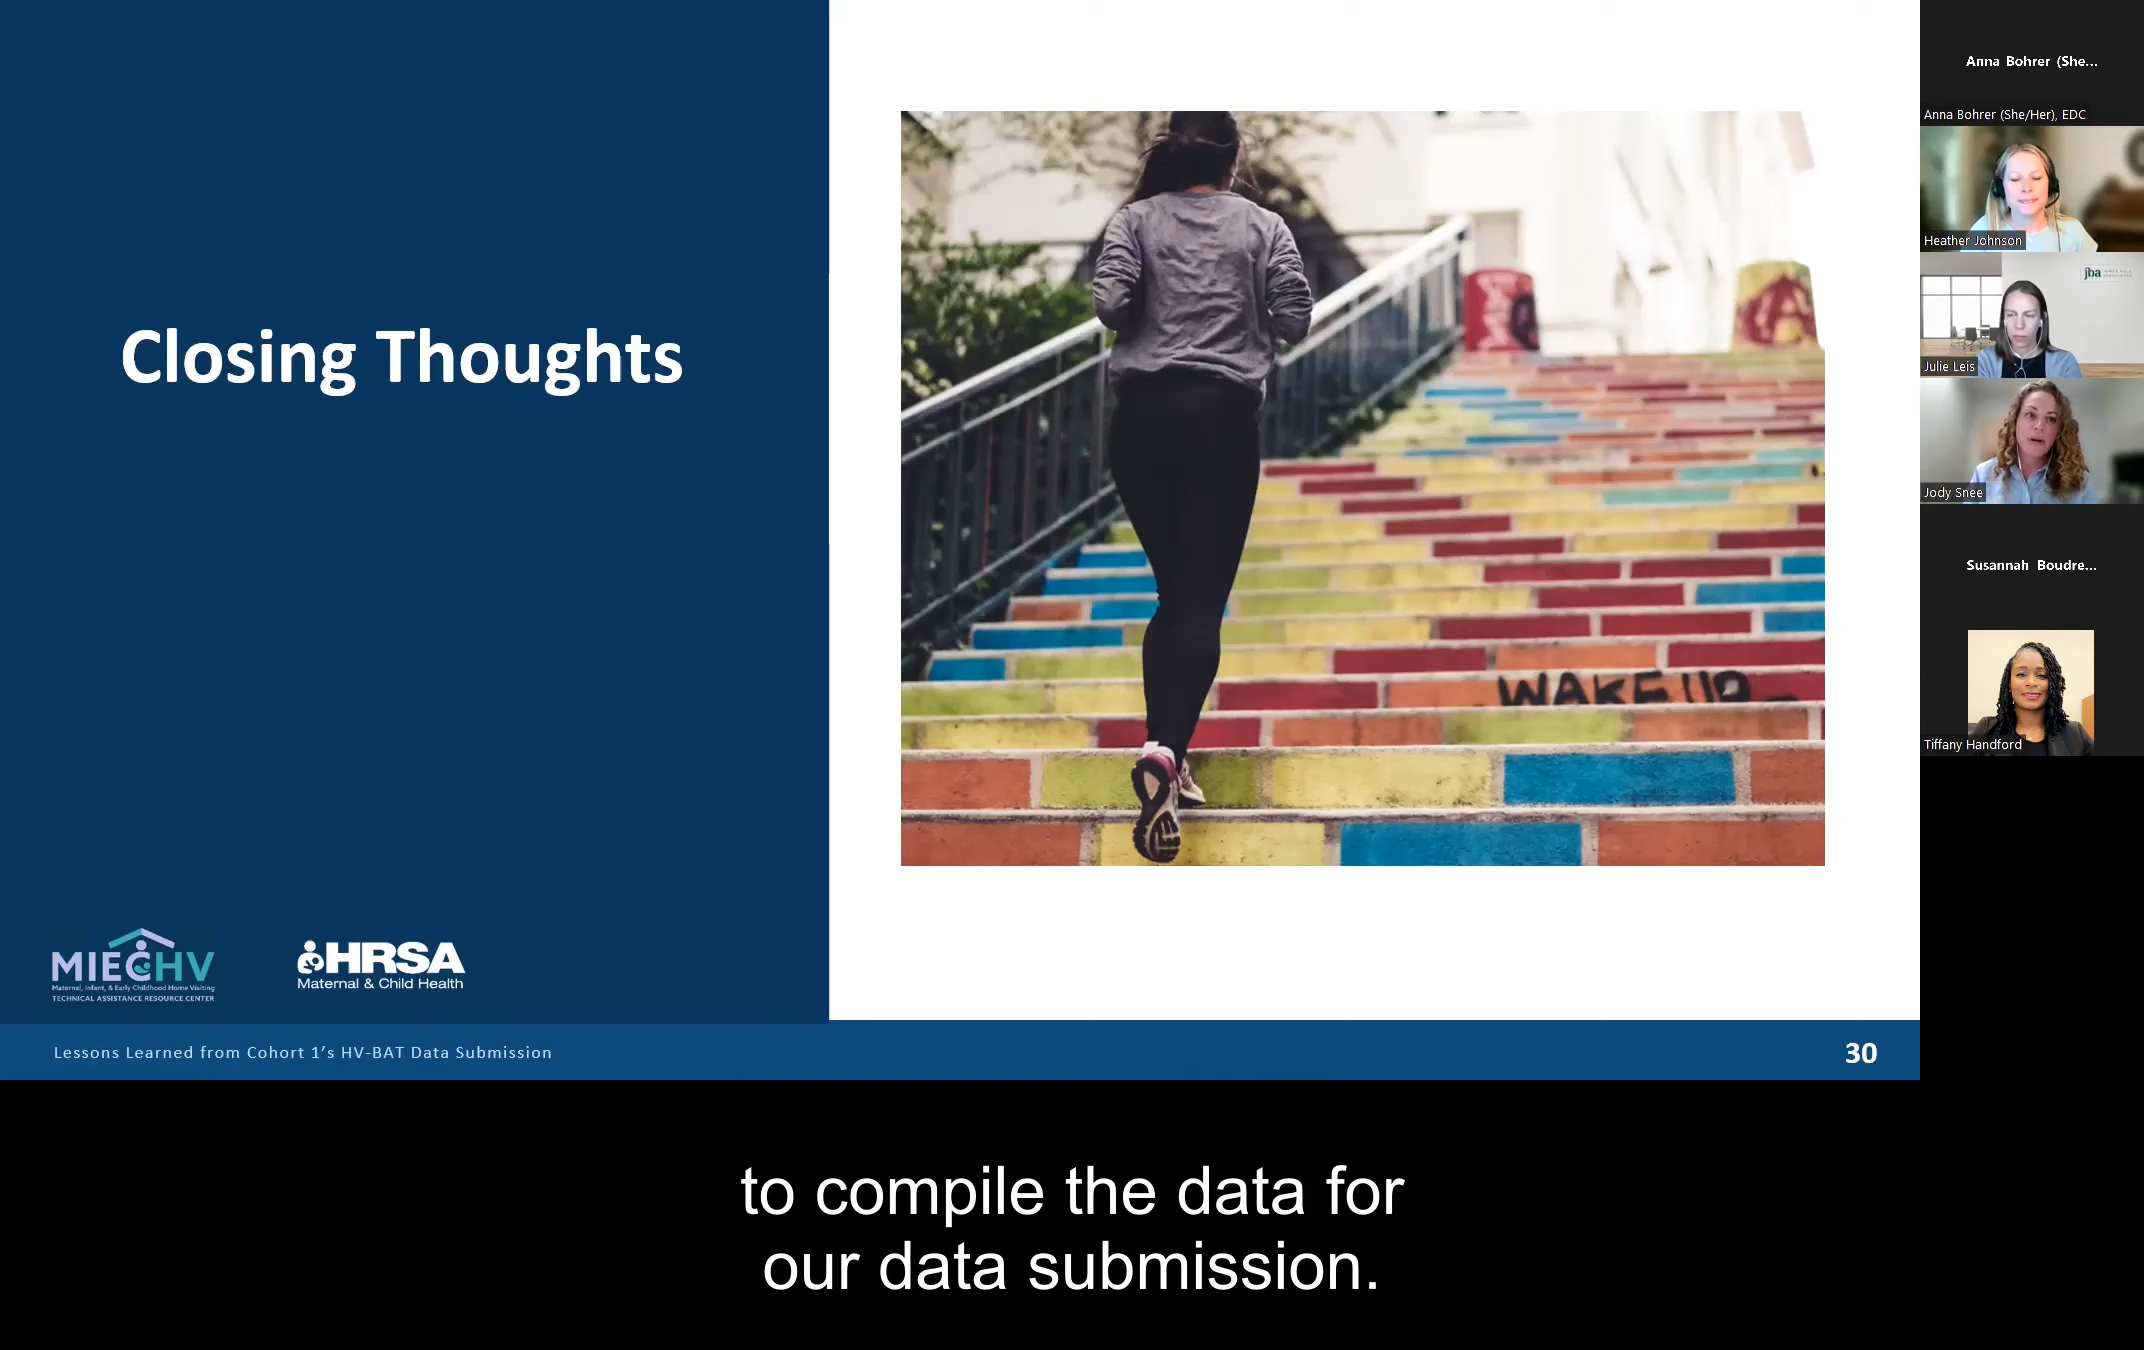 Closing Thoughts
WAKE UP
MIECHV
Maternal, Infant, & Early Childhood Home Visiting
TECHNICAL ASSISTANCE RESOURCE CENTER
HRSA
Maternal & Child Health
Lessons Learned from Cohort 1's HV-BAT Data Submission
30
Anna Bohrer (She...
Anna Bohrer (She/Her), EDC
Heather Johnson
jba
Julie Leis
Jody Snee
Susannah Boudre...
Tiffany Handford
to compile the data for
our data submission.